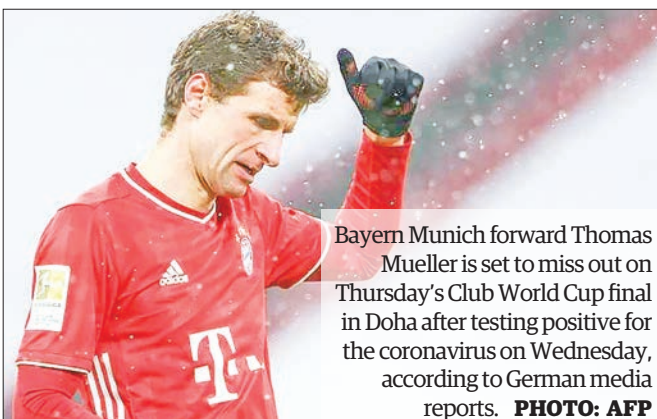 adidas
T
Bayern Munich forward Thomas
Mueller is set to miss out on
Thursday's Club World Cup final
in Doha after testing positive for
the coronavirus on Wednesday,
according to German media
reports. PHOTO: AFP